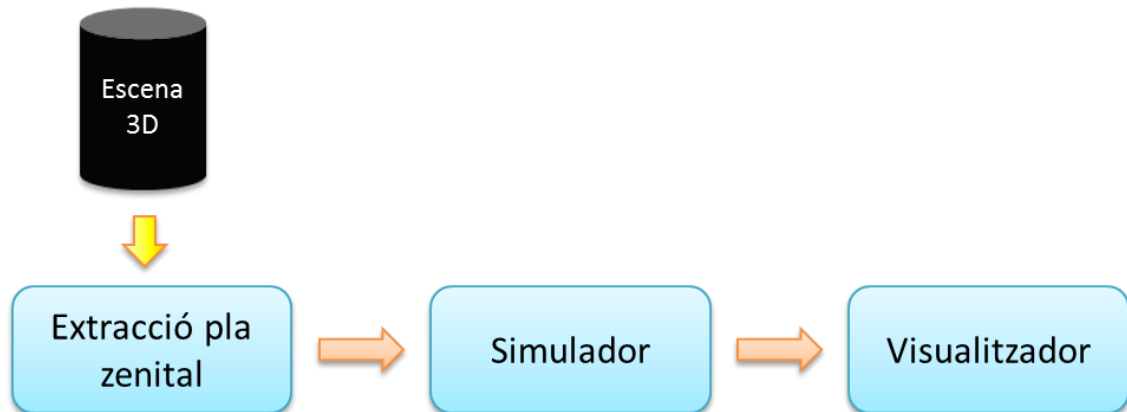 Escena
3D
Extracció pla
zenital
Simulador
Visualitzador